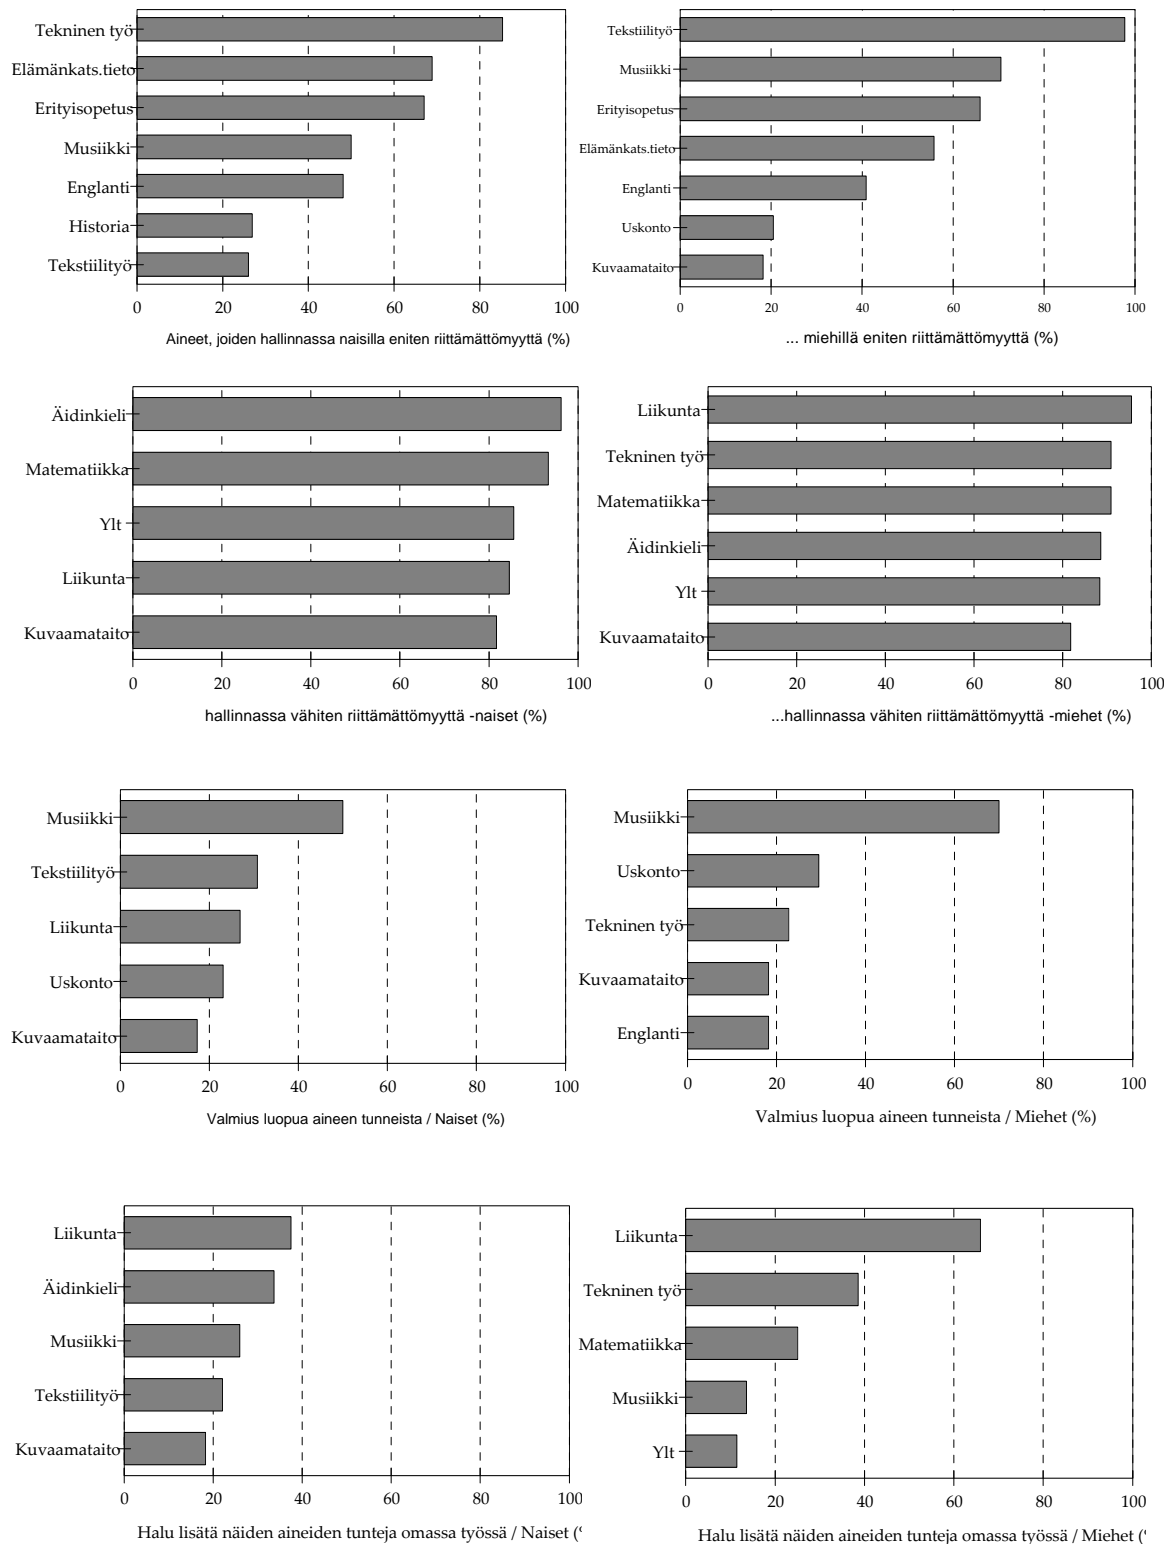 Tekninen työ
Elämänkats.tieto
Erityisopetus
Musiikki
Englanti
Historia
Tekstiilityö
0 20 40 60 80 100
Aineet, joiden hallinnassa naisilla eniten riittämättömyyttä (%)
Tekstiilityö
Musiikki
Erityisopetus
Elämänkats.tieto
Englanti
Uskonto
Kuvaamataito
0 20 40 60 80 100
... miehillä eniten riittämättömyyttä (%)
Äidinkieli
Matematiikka
Ylt
Liikunta
Kuvaamataito
0 20 40 60 80 100
hallinnassa vähiten riittämättömyyttä -naiset (%)
Liikunta
Tekninen työ
Matematiikka
Äidinkieli
Ylt
Kuvaamataito
0 20 40 60 80 100
...hallinnassa vähiten riittämättömyyttä -miehet (%)
Musiikki
Tekstiilityö
Liikunta
Uskonto
Kuvaamataito
0 20 40 60 80 100
Valmius luopua aineen tunneista / Naiset (%)
Musiikki
Uskonto
Tekninen työ
Kuvaamataito
Englanti
0 20 40 60 80 100
Valmius luopua aineen tunneista / Miehet (%)
Liikunta
Äidinkieli
Musiikki
Tekstiilityö
Kuvaamataito
0 20 40 60 80 100
Halu lisätä näiden aineiden tunteja omassa työssä / Naiset (
Liikunta
Tekninen työ
Matematiikka
Musiikki
Ylt
0 20 40 60 80 100
Halu lisätä näiden aineiden tunteja omassa työssä / Miehet (